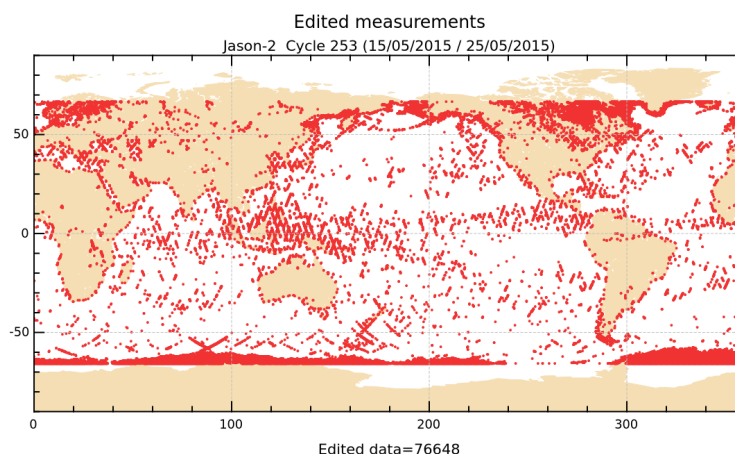 Edited measurements
Jason-2 Cycle 253 (15/05/2015 / 25/05/2015)
50
0
-50
0 100 200 300
Edited data=76648